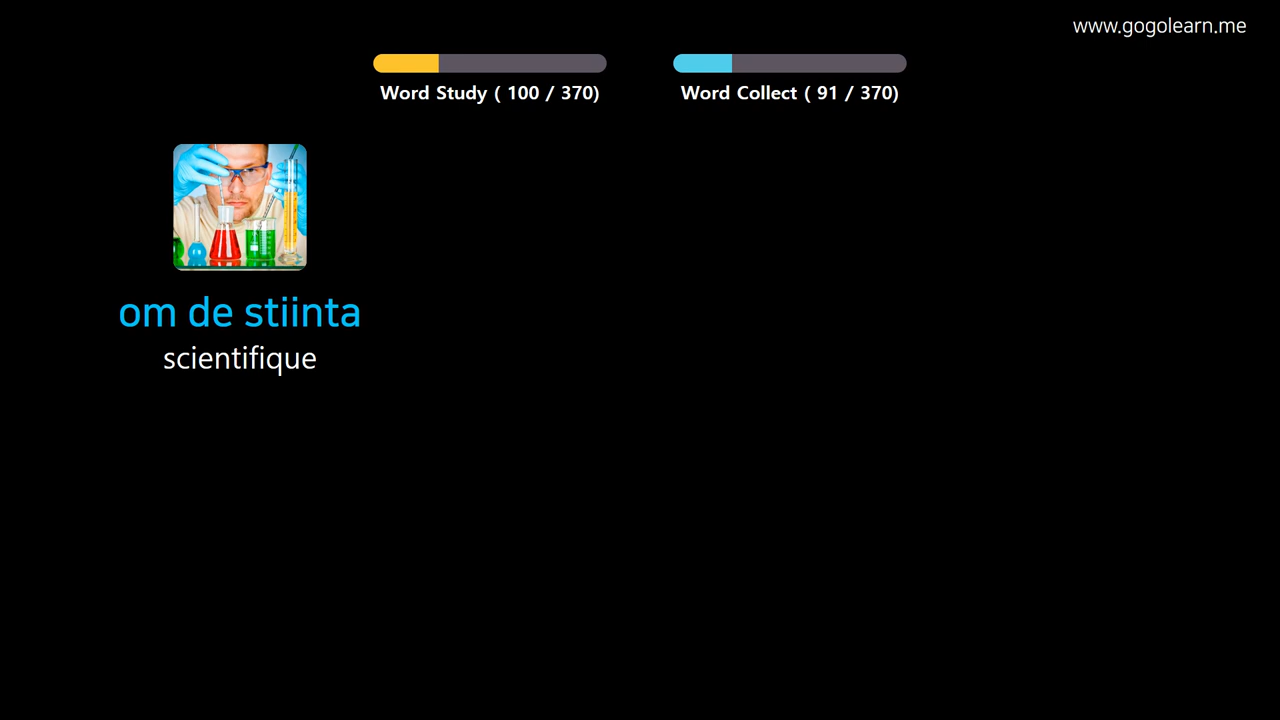 www.gogolearn.me
Word Study ( 100 / 370)
Word Collect ( 91 / 370)
om de stiinta
scientifique